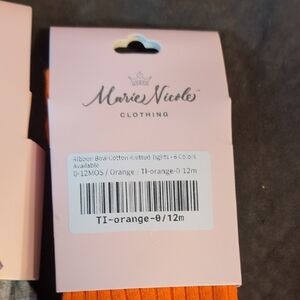 Marie Nicole
CLOTHING
Ribbon Bow Cotton Knitted Tights - 6 Colors
Available
0-12MOS / Orange / TI-orange-0 12m
TI-orange-0/12m